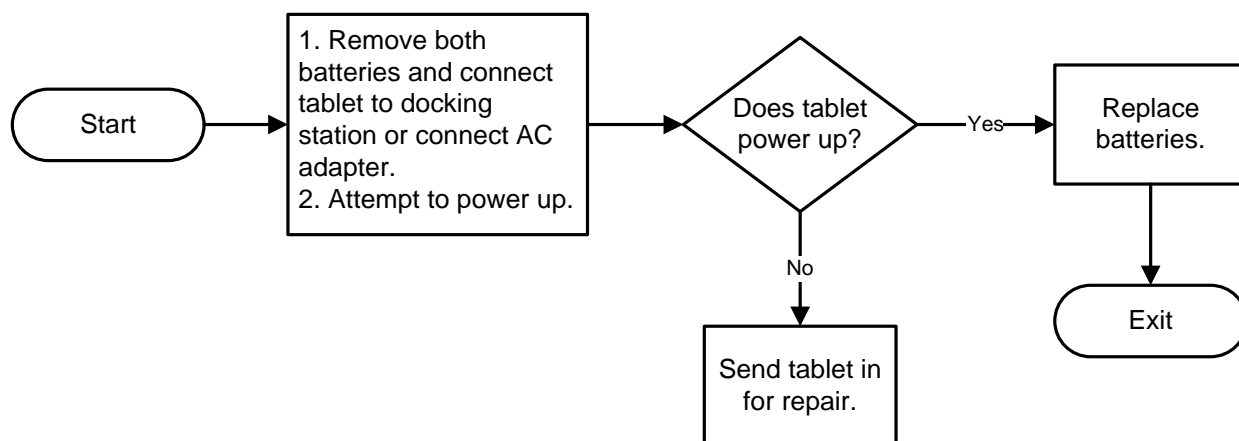 Start
1. Remove both
batteries and connect
tablet to docking
station or connect AC
adapter.
2. Attempt to power up.
Does tablet
power up?
Yes
Replace
batteries.
No
Exit
Send tablet in
for repair.